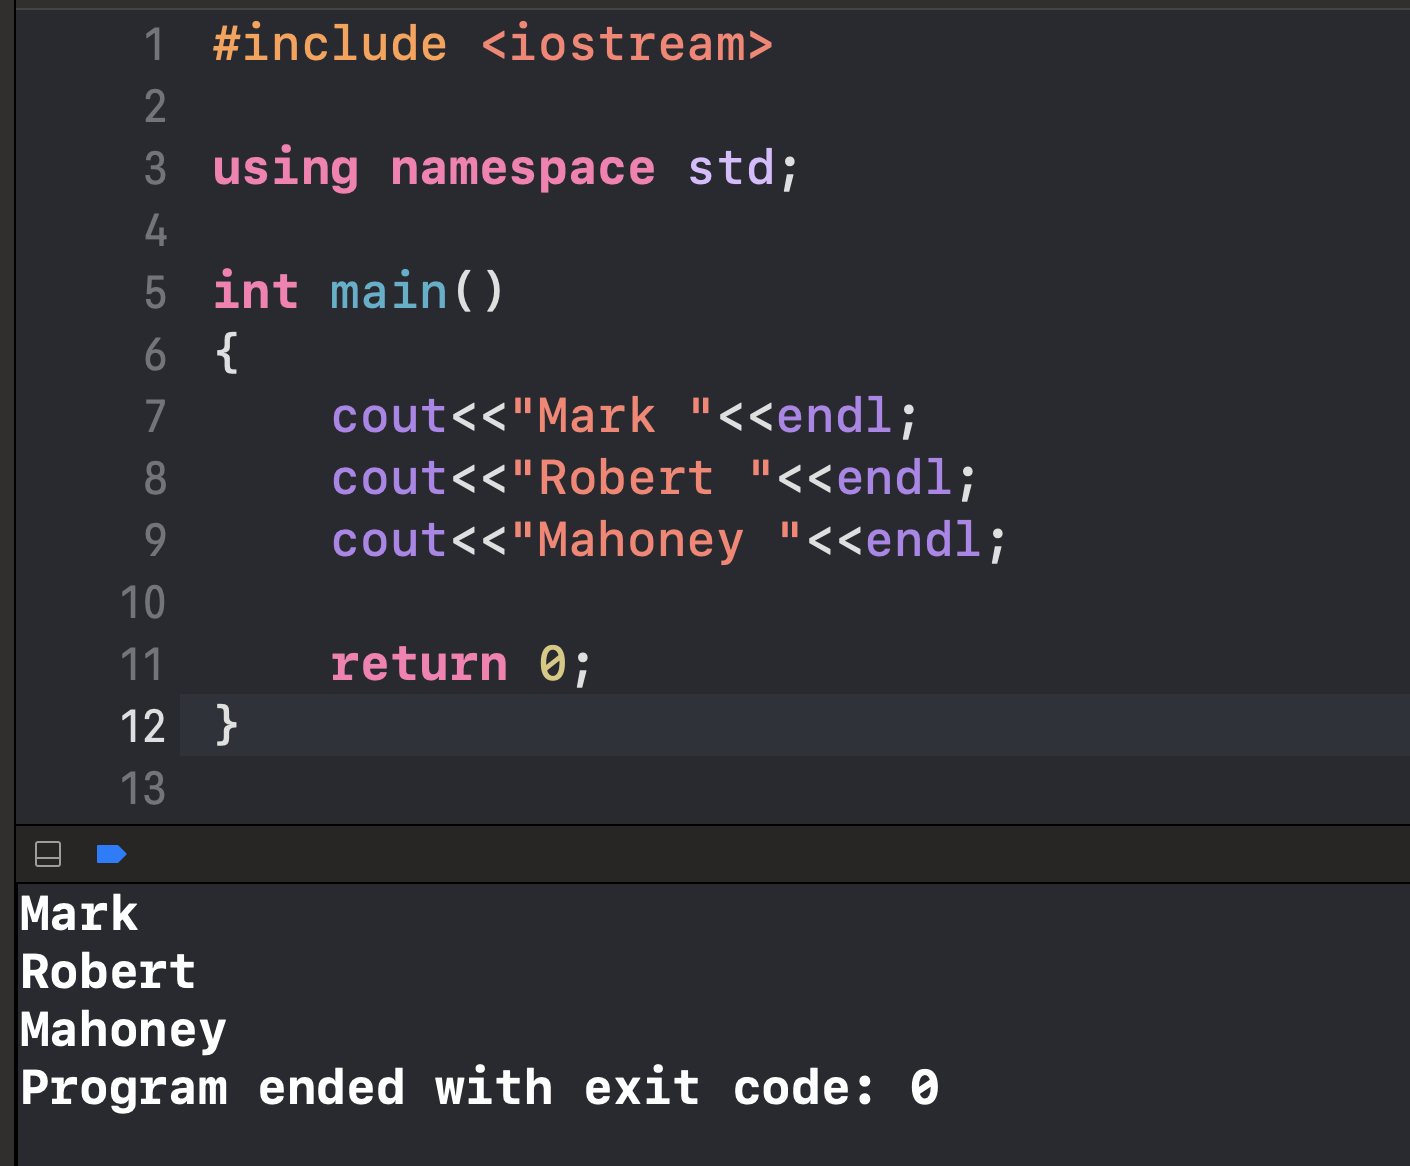 1 #include <iostream>
2
3 using namespace std;
4
5 int main()
6 {
7     cout<<"Mark "<<endl;
8     cout<<"Robert "<<endl;
9     cout<<"Mahoney "<<endl;
10
11     return 0;
12 }
13
Mark
Robert
Mahoney
Program ended with exit code: 0